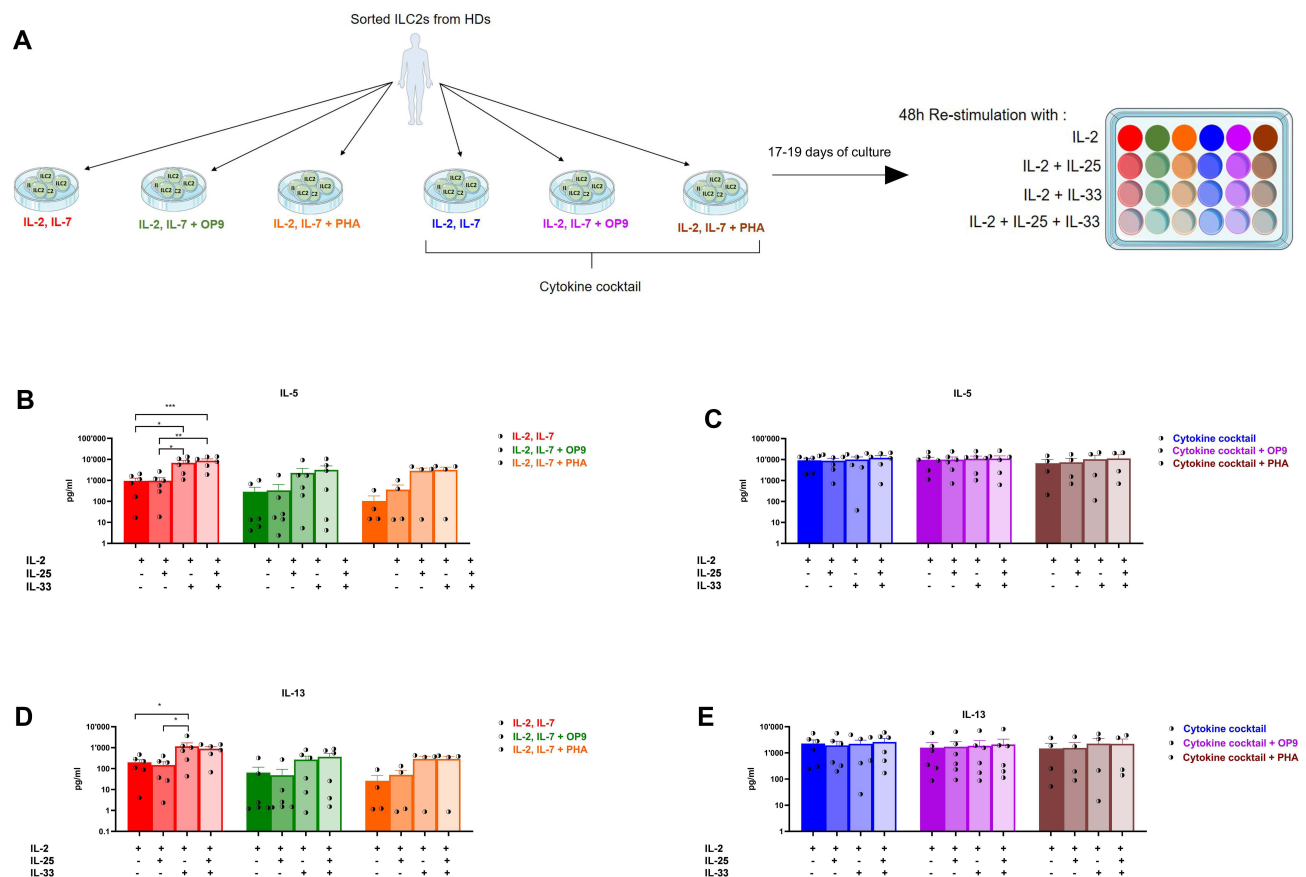 A
Sorted ILC2s from HDs
48h Re-stimulation with :
IL-2
IL-2 + IL-25
IL-2 + IL-33
IL-2 + IL-25 + IL-33
17-19 days of culture
ILC2 ILC2 ILC2 ILC2 ILC2 ILC2
IL-2, IL-7
IL-2, IL-7 + OP9
IL-2, IL-7 + PHA
IL-2, IL-7
IL-2, IL-7 + OP9
IL-2, IL-7 + PHA
Cytokine cocktail
B
IL-5
***
*
**
*
100'000
10'000
1'000
100
10
1
pg/ml
IL-2, IL-7
IL-2, IL-7 + OP9
IL-2, IL-7 + PHA
IL-2 + + + + + + + + + + + +
IL-25 - + - + - + - + - + - +
IL-33 - - + + - - + + - - + +
C
IL-5
100'000
10'000
1'000
100
10
1
pg/ml
Cytokine cocktail
Cytokine cocktail + OP9
Cytokine cocktail + PHA
IL-2 + + + + + + + + + + + +
IL-25 - + - + - + - + - + - +
IL-33 - - + + - - + + - - + +
D
IL-13
*
*
10'000
1'000
100
10
1
0.1
pg/ml
IL-2, IL-7
IL-2, IL-7 + OP9
IL-2, IL-7 + PHA
IL-2 + + + + + + + + + + + +
IL-25 - + - + - + - + - + - +
IL-33 - - + + - - + + - - + +
E
IL-13
10'000
1'000
100
10
1
pg/ml
Cytokine cocktail
Cytokine cocktail + OP9
Cytokine cocktail + PHA
IL-2 + + + + + + + + + + + +
IL-25 - + - + - + - + - + - +
IL-33 - - + + - - + + - - + +